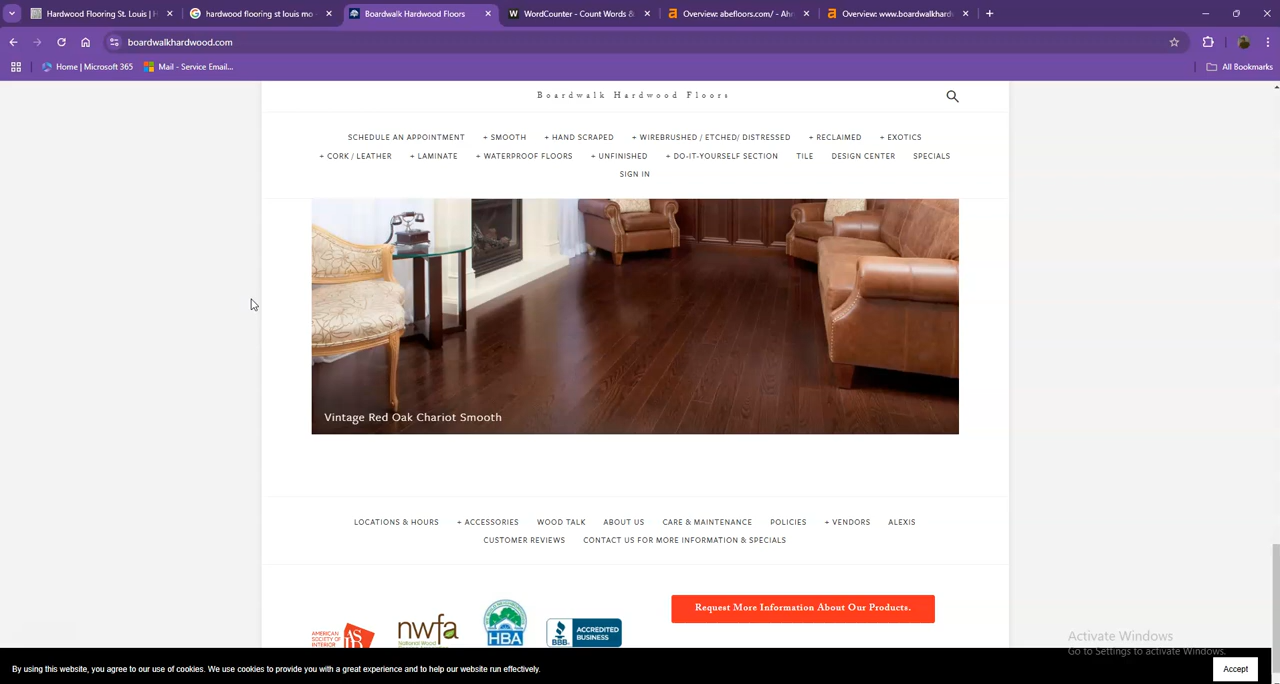 Hardwood Flooring St. Louis | H
hardwood flooring st louis mo
Boardwalk Hardwood Floors
WordCounter - Count Words &
Overview: abefloors.com/ - Ah
Overview: www.boardwalkhard
boardwalkhardwood.com
Home | Microsoft 365
Mail - Service Email...
All Bookmarks
Boardwalk Hardwood Floors
SCHEDULE AN APPOINTMENT + SMOOTH + HAND SCRAPED + WIREBRUSHED / ETCHED/ DISTRESSED + RECLAIMED + EXOTICS
+ CORK / LEATHER + LAMINATE + WATERPROOF FLOORS + UNFINISHED + DO-IT-YOURSELF SECTION TILE DESIGN CENTER SPECIALS
SIGN IN
Vintage Red Oak Chariot Smooth
LOCATIONS & HOURS + ACCESSORIES WOOD TALK ABOUT US CARE & MAINTENANCE POLICIES + VENDORS ALEXIS
CUSTOMER REVIEWS CONTACT US FOR MORE INFORMATION & SPECIALS
Request More Information About Our Products.
AMERICAN
SOCIETY OF
INTERIOR
nwfa
HBA
BBB
ACCREDITED
BUSINESS
Activate Windows
Go to Settings to activate Windows.
By using this website, you agree to our use of cookies. We use cookies to provide you with a great experience and to help our website run effectively.
Accept